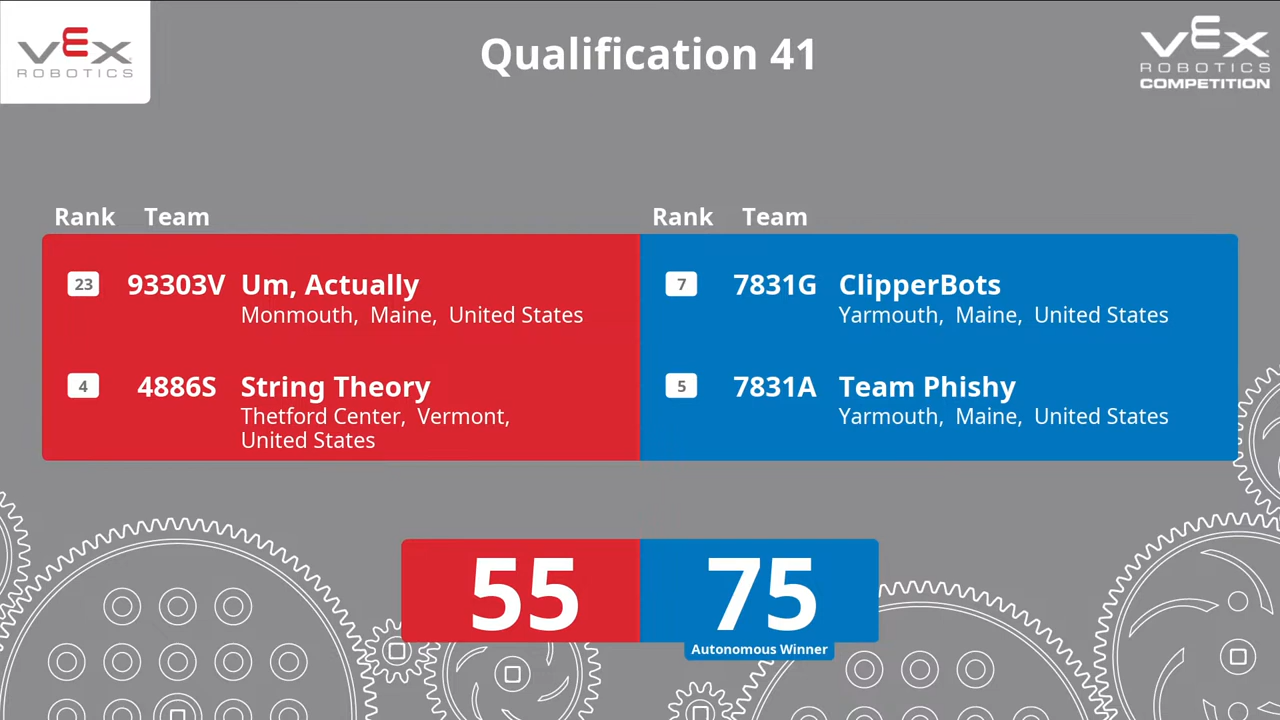 VEX
ROBOTICS
Qualification 41
VEX
ROBOTICS
COMPETITION
Rank Team
Rank Team
23 93303V Um, Actually
Monmouth, Maine, United States
4 4886S String Theory
Thetford Center, Vermont,
United States
7 7831G ClipperBots
Yarmouth, Maine, United States
5 7831A Team Phishy
Yarmouth, Maine, United States
55
75
Autonomous Winner